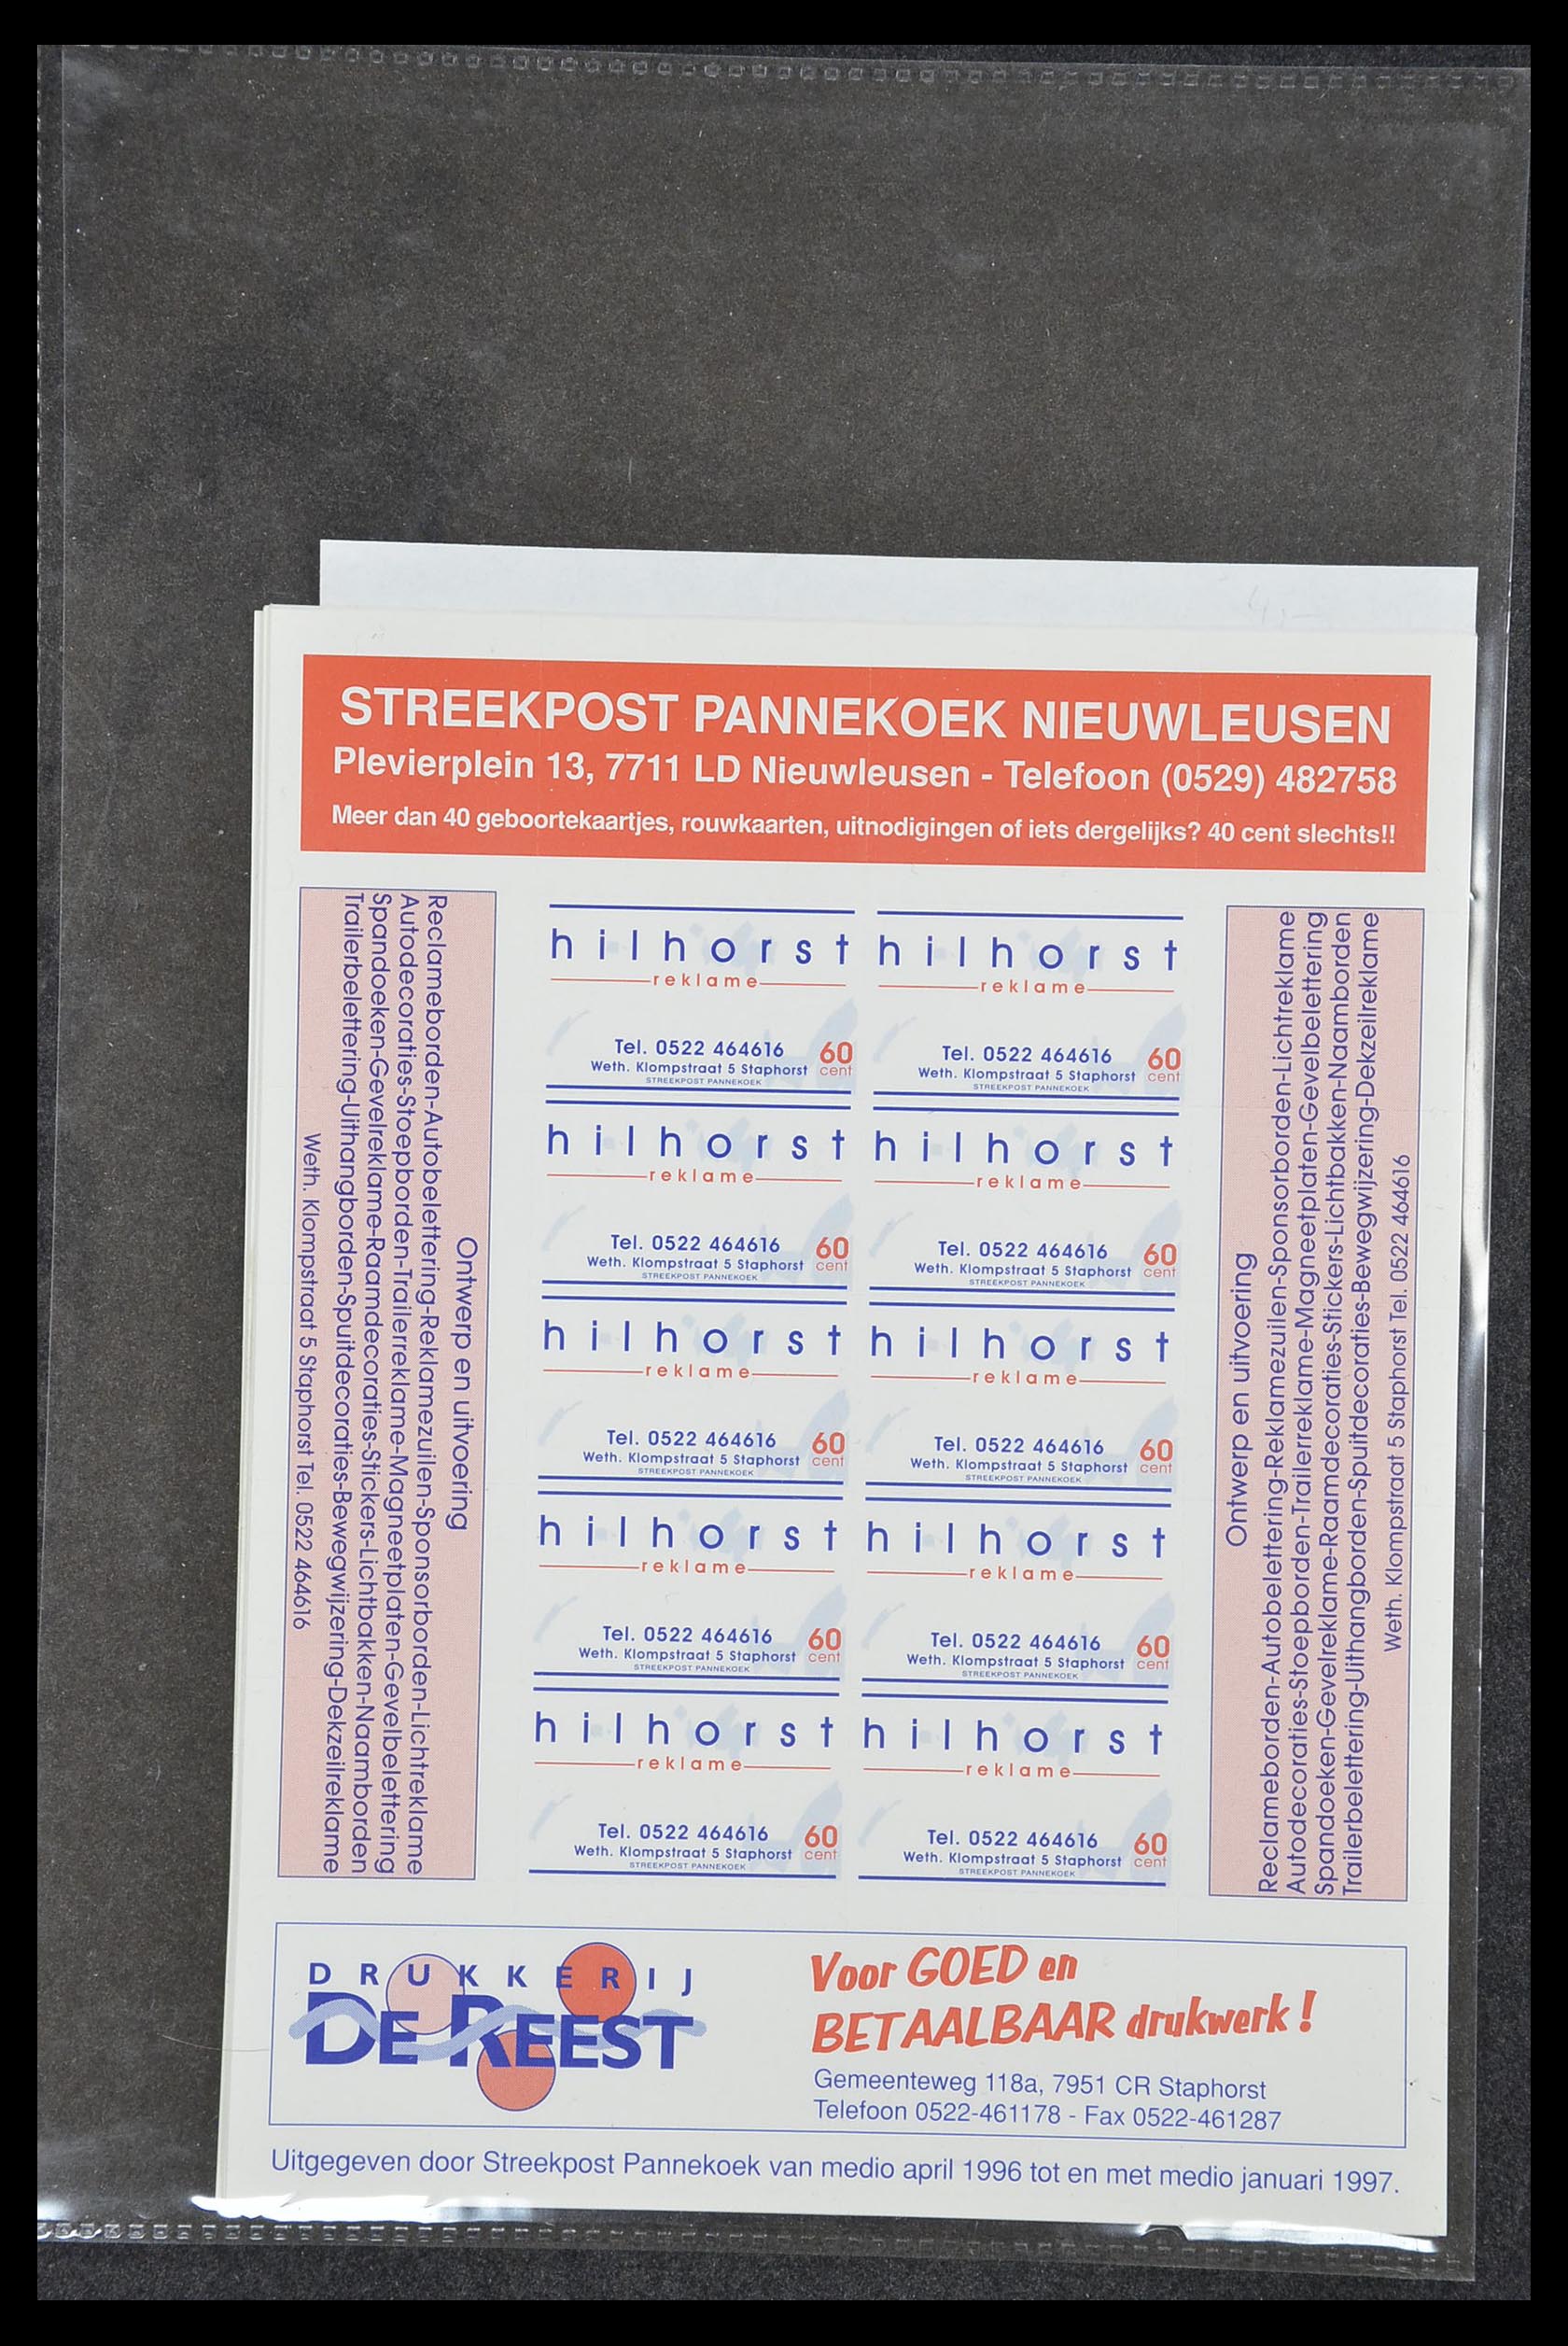 STREEKPOST PANNEKOEK NIEUWLEUSEN
Plevierplein 13, 7711 LD Nieuwleusen - Telefoon (0529) 482758
Meer dan 40 geboortekaartjes, rouwkaarten, uitnodigingen of iets dergelijks? 40 cent slechts!!
Ontwerp en uitvoering
Reclameborden-Autobelettering-Reklamezuilen-Sponsorborden-Lichtreklame
Autodecoraties-Stoepborden-Trailerreklame-Magneetplaten-Gevelbelettering
Spandoeken-Gevelreklame-Raamdecoraties-Stickers-Lichtbakken-Naamborden
Trailerbelettering-Uithangborden-Spuitdecoraties-Bewegwijzering-Dekzeilreklame
Weth. Klompstraat 5 Staphorst Tel. 0522 464616
hilhorst hilhorst
reklame reklame
Tel. 0522 464616 60 Tel. 0522 464616 60
Weth. Klompstraat 5 Staphorst cent Weth. Klompstraat 5 Staphorst cent
STREEKPOST PANNEKOEK STREEKPOST PANNEKOEK
hilhorst hilhorst
reklame reklame
Tel. 0522 464616 60 Tel. 0522 464616 60
Weth. Klompstraat 5 Staphorst cent Weth. Klompstraat 5 Staphorst cent
STREEKPOST PANNEKOEK STREEKPOST PANNEKOEK
hilhorst hilhorst
reklame reklame
Tel. 0522 464616 60 Tel. 0522 464616 60
Weth. Klompstraat 5 Staphorst cent Weth. Klompstraat 5 Staphorst cent
STREEKPOST PANNEKOEK STREEKPOST PANNEKOEK
hilhorst hilhorst
reklame reklame
Tel. 0522 464616 60 Tel. 0522 464616 60
Weth. Klompstraat 5 Staphorst cent Weth. Klompstraat 5 Staphorst cent
STREEKPOST PANNEKOEK STREEKPOST PANNEKOEK
hilhorst hilhorst
reklame reklame
Tel. 0522 464616 60 Tel. 0522 464616 60
Weth. Klompstraat 5 Staphorst cent Weth. Klompstraat 5 Staphorst cent
STREEKPOST PANNEKOEK STREEKPOST PANNEKOEK
Ontwerp en uitvoering
Reclameborden-Autobelettering-Reklamezuilen-Sponsorborden-Lichtreklame
Autodecoraties-Stoepborden-Trailerreklame-Magneetplaten-Gevelbelettering
Spandoeken-Gevelreklame-Raamdecoraties-Stickers-Lichtbakken-Naamborden
Trailerbelettering-Uithangborden-Spuitdecoraties-Bewegwijzering-Dekzeilreklame
Weth. Klompstraat 5 Staphorst Tel. 0522 464616
DRUKKERIJ
DE REEST
Voor GOED en
BETAALBAAR drukwerk !
Gemeenteweg 118a, 7951 CR Staphorst
Telefoon 0522-461178 - Fax 0522-461287
Uitgegeven door Streekpost Pannekoek van medio april 1996 tot en met medio januari 1997.